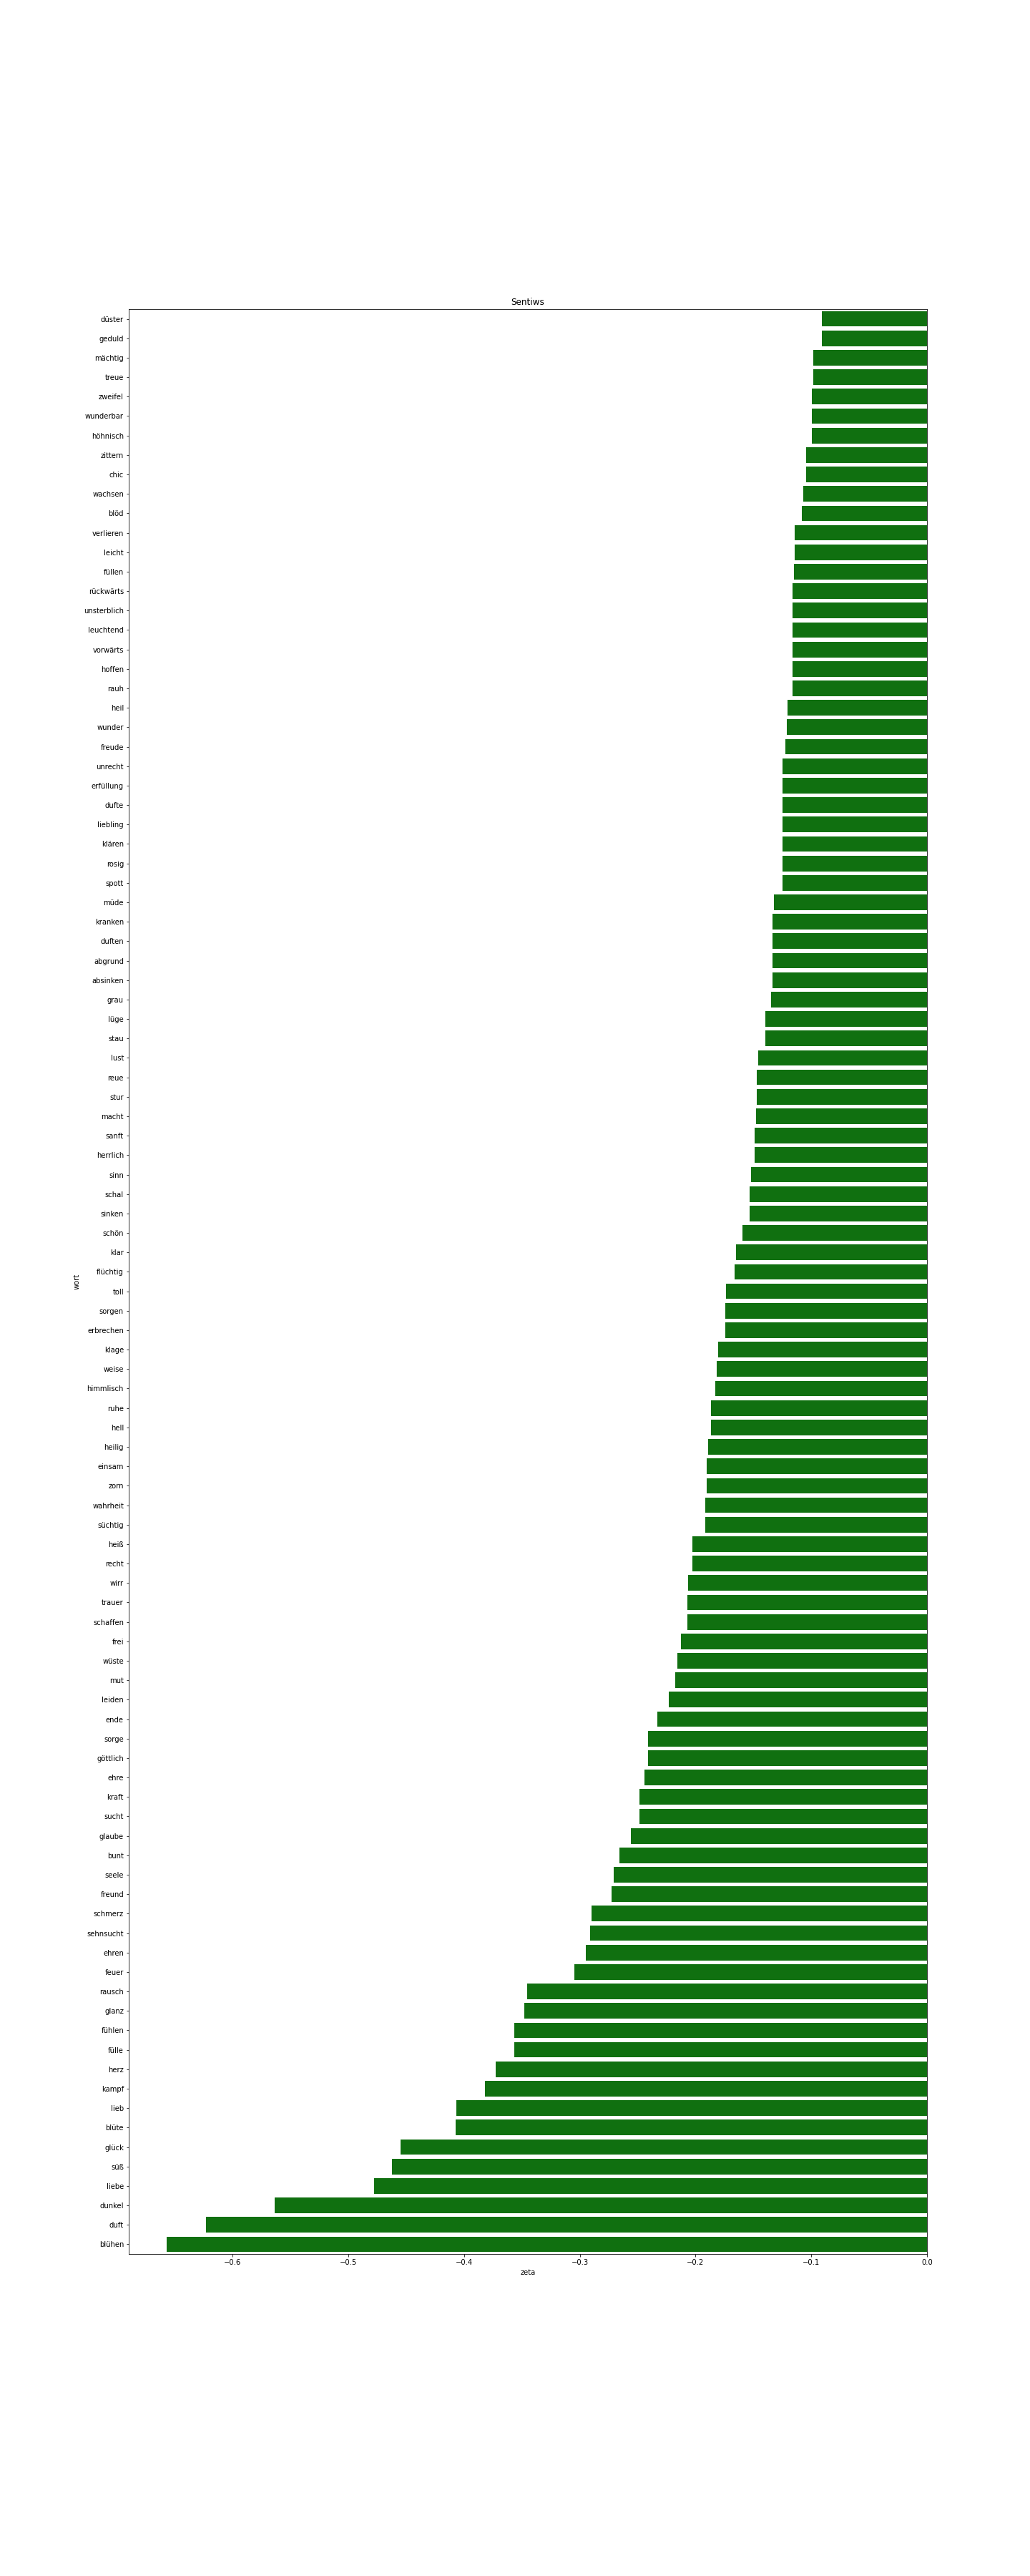 Sentiws
düster
geduld
mächtig
treue
zweifel
wunderbar
höhnisch
zittern
chic
wachsen
blöd
verlieren
leicht
füllen
rückwärts
unsterblich
leuchtend
vorwärts
hoffen
rauh
heil
wunder
freude
unrecht
erfüllung
dufte
liebling
klären
rosig
spott
müde
kranken
duften
abgrund
absinken
grau
lüge
stau
lust
reue
stur
macht
sanft
herrlich
sinn
schal
sinken
schön
klar
flüchtig
wort
toll
sorgen
erbrechen
klage
weise
himmlisch
ruhe
hell
heilig
einsam
zorn
wahrheit
süchtig
heiß
recht
wirr
trauer
schaffen
frei
wüste
mut
leiden
ende
sorge
göttlich
ehre
kraft
sucht
glaube
bunt
seele
freund
schmerz
sehnsucht
ehren
feuer
rausch
glanz
fühlen
fülle
herz
kampf
lieb
blüte
glück
süß
liebe
dunkel
duft
blühen
−0.6 −0.5 −0.4 −0.3 −0.2 −0.1 0.0
zeta